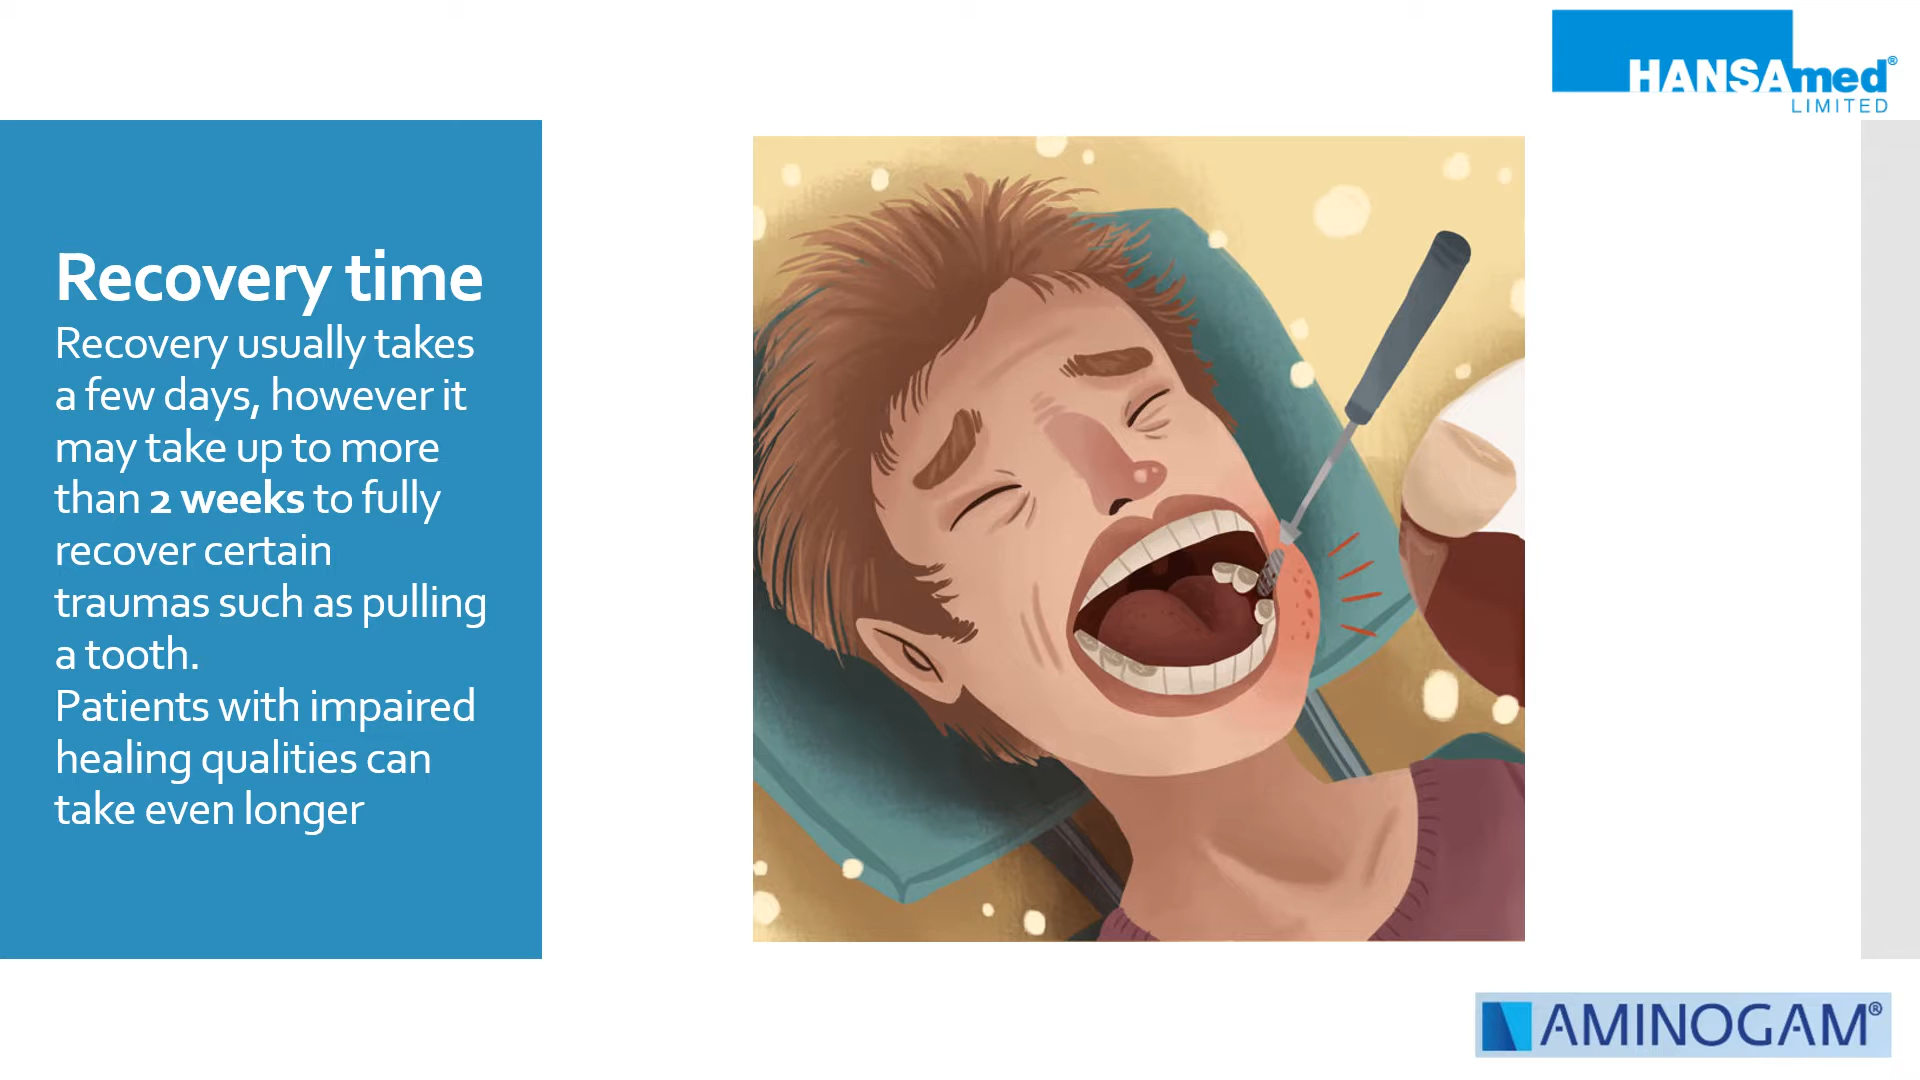 HANSAmed®
LIMITED
Recovery time
Recovery usually takes
a few days, however it
may take up to more
than 2 weeks to fully
recover certain
traumas such as pulling
a tooth.
Patients with impaired
healing qualities can
take even longer
AMINOGAM®